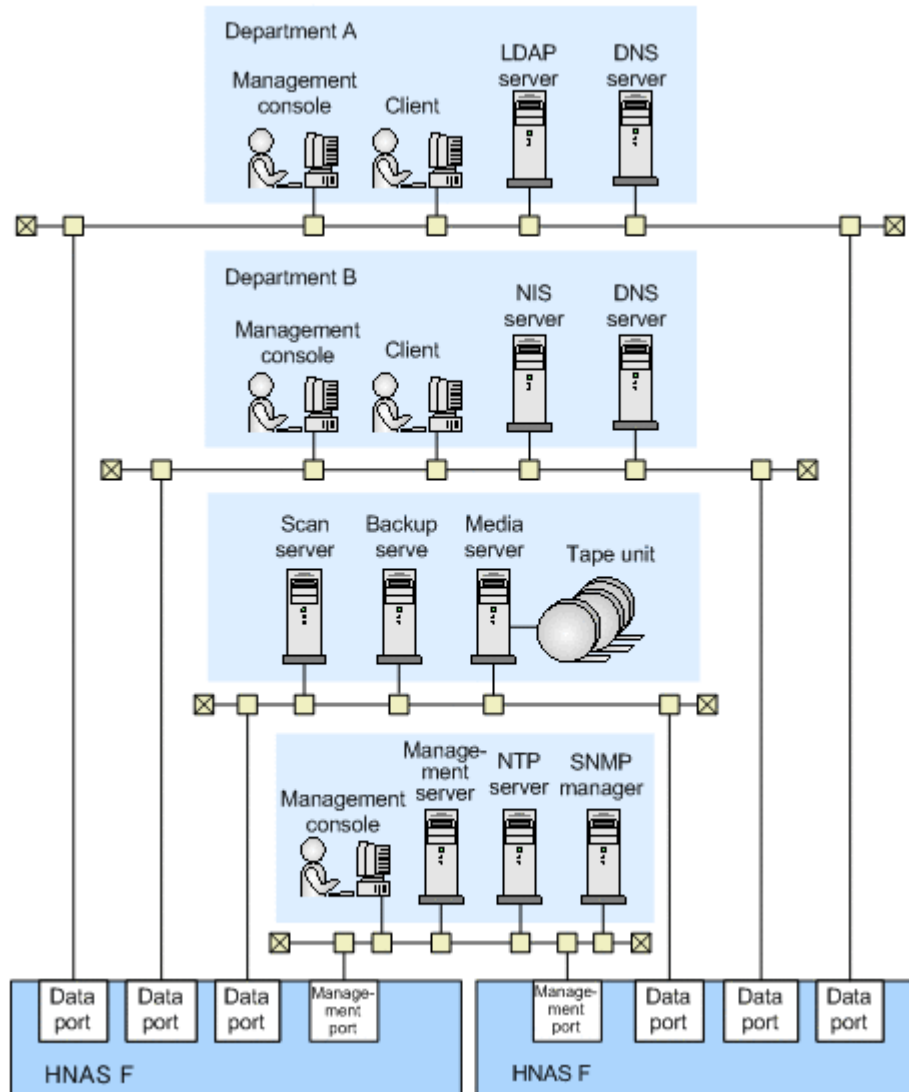 Department A
Management
console
Client
LDAP
server
DNS
server
Department B
Management
console
Client
NIS
server
DNS
server
Scan
server
Backup
serve
Media
server
Tape unit
Management
console
Manage-
ment
server
NTP
server
SNMP
manager
Data
port
Data
port
Data
port
Manage-
ment
port
HNAS F
Manage-
ment
port
Data
port
Data
port
Data
port
HNAS F